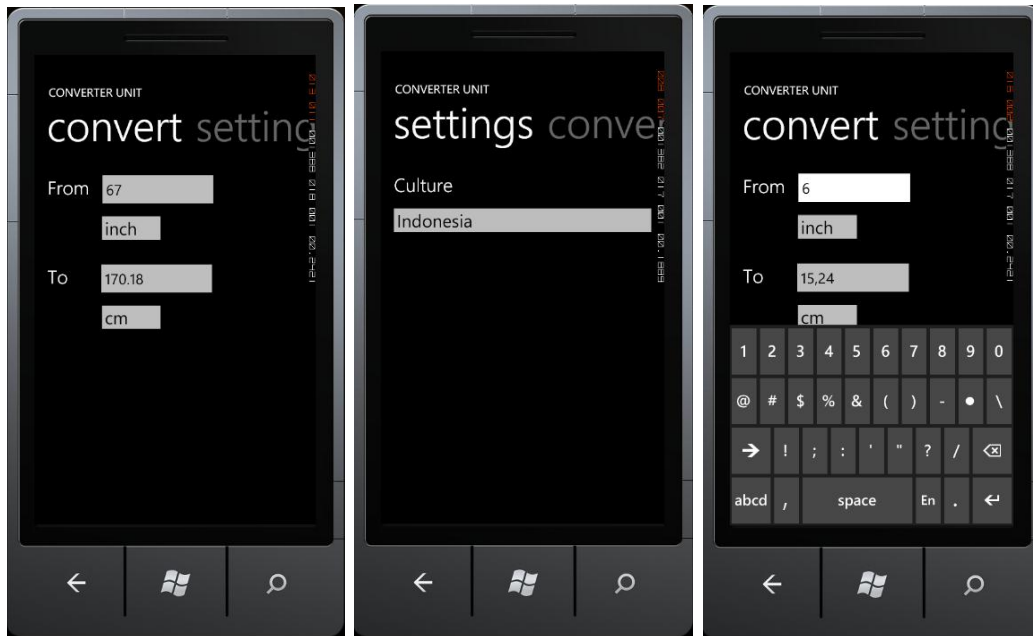 CONVERTER UNIT
convert setting
From 67
inch
To 170.18
cm
CONVERTER UNIT
settings conve
Culture
Indonesia
CONVERTER UNIT
convert setting
From 6
inch
To 15,24
cm
1 2 3 4 5 6 7 8 9 0
@ # $ % & ( ) - ● \
→ ! ; : ' " ? / ⌫
abcd , space En . ↵